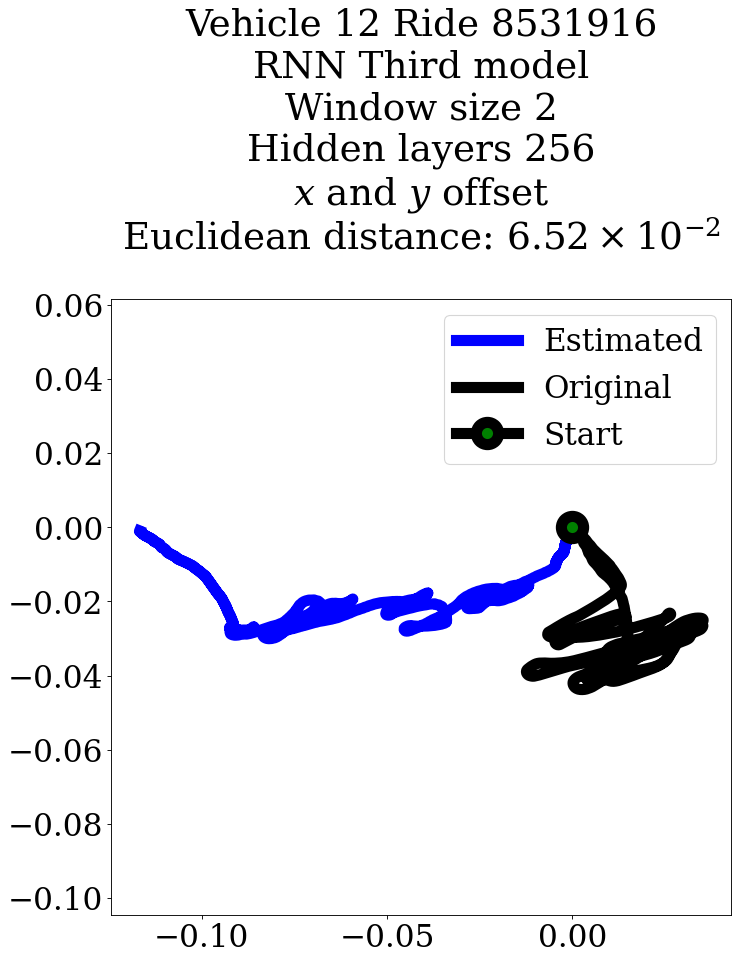 Vehicle 12 Ride 8531916
RNN Third model
Window size 2
Hidden layers 256
x and y offset
Euclidean distance: 6.52 × 10⁻²
Estimated
Original
Start
0.06
0.04
0.02
0.00
−0.02
−0.04
−0.06
−0.08
−0.10
−0.10 −0.05 0.00